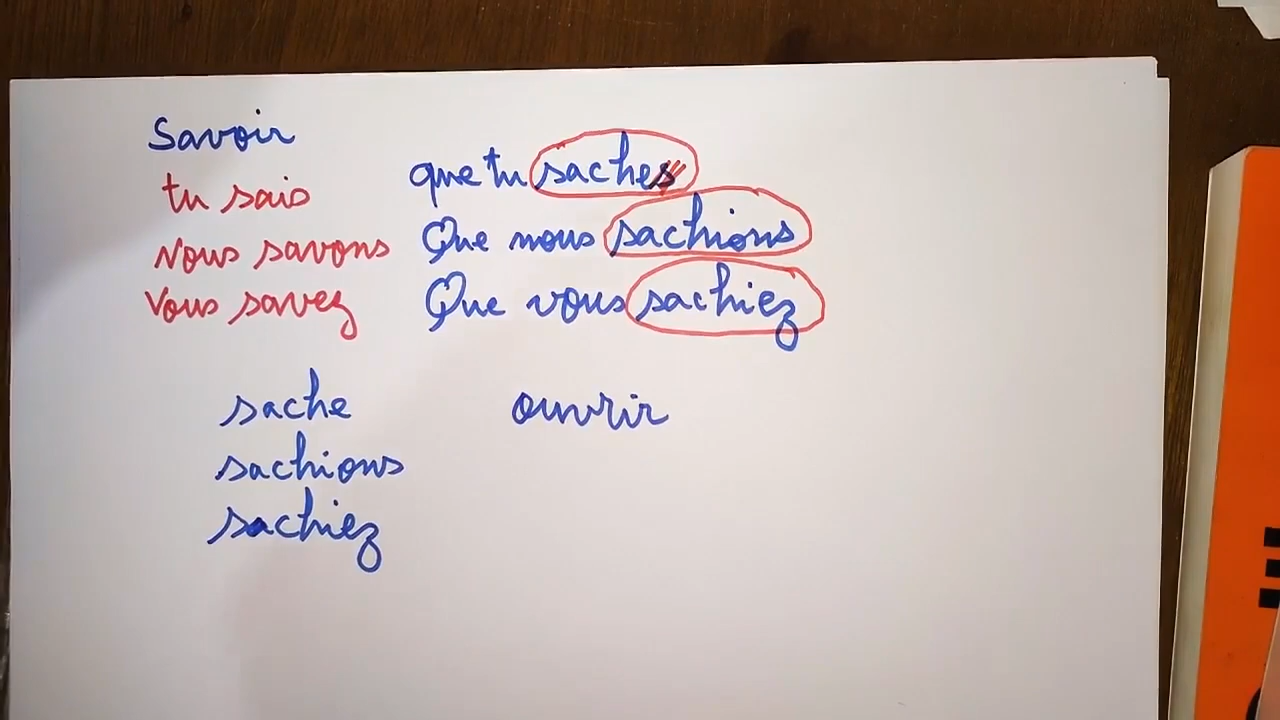 Savoir
tu sais
Nous savons
Vous savez
que tu saches
Que nous sachions
Que vous sachiez
sache
sachions
sachiez
ouvrir